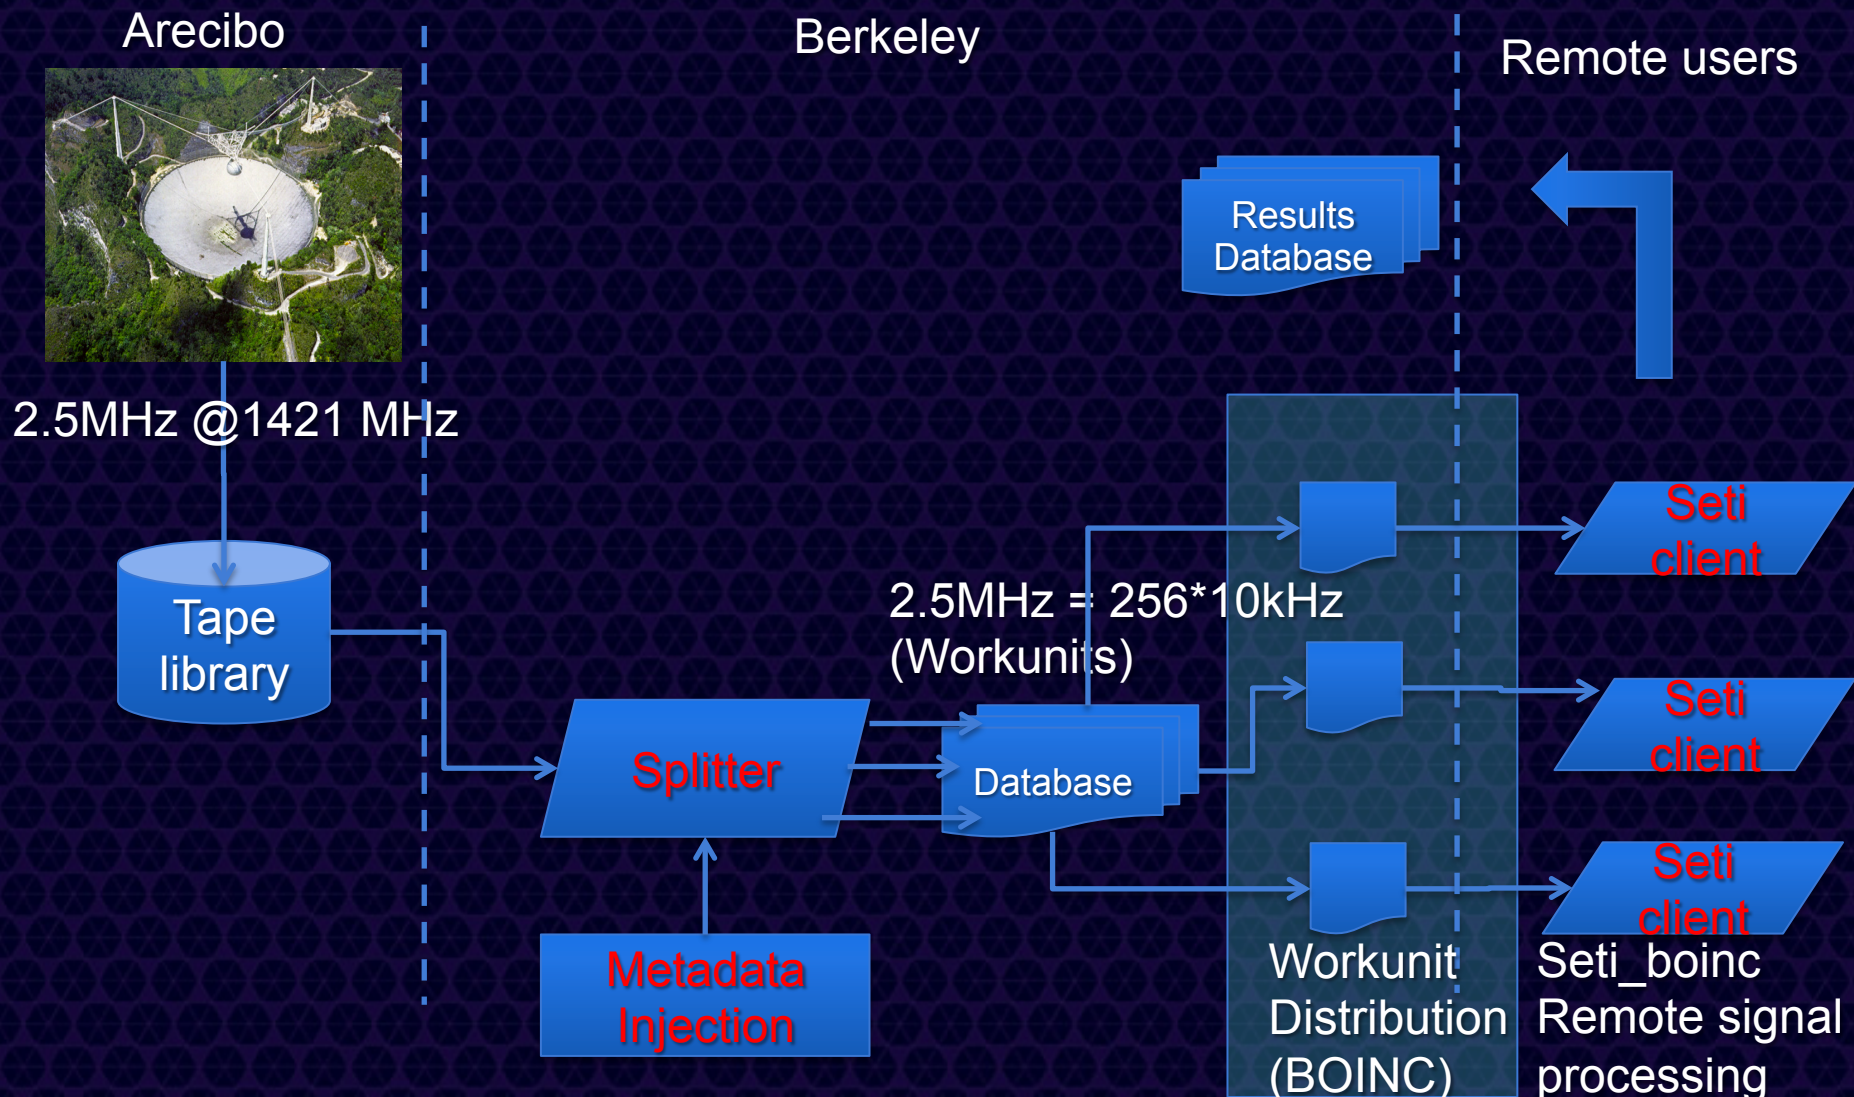 Arecibo
Berkeley
Remote users
Results
Database
2.5MHz @1421 MHz
Tape
library
2.5MHz = 256*10kHz
(Workunits)
Splitter
Database
Metadata
Injection
Seti
client
Seti
client
Seti
client
Workunit
Distribution
(BOINC)
Seti_boinc
Remote signal
processing